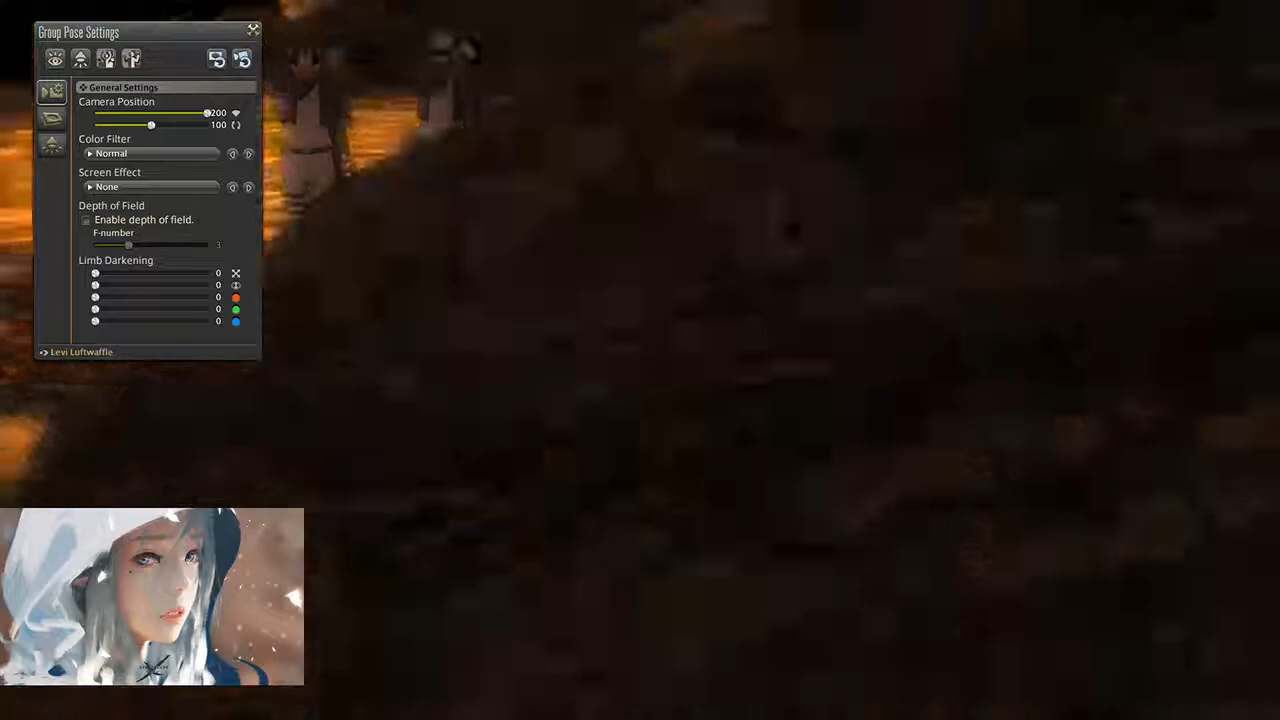 Group Pose Settings
General Settings
Camera Position
200
100
Color Filter
Normal
Screen Effect
None
Depth of Field
Enable depth of field.
F-number
3
Limb Darkening
0
0
0
0
0
Levi Luftwaffle